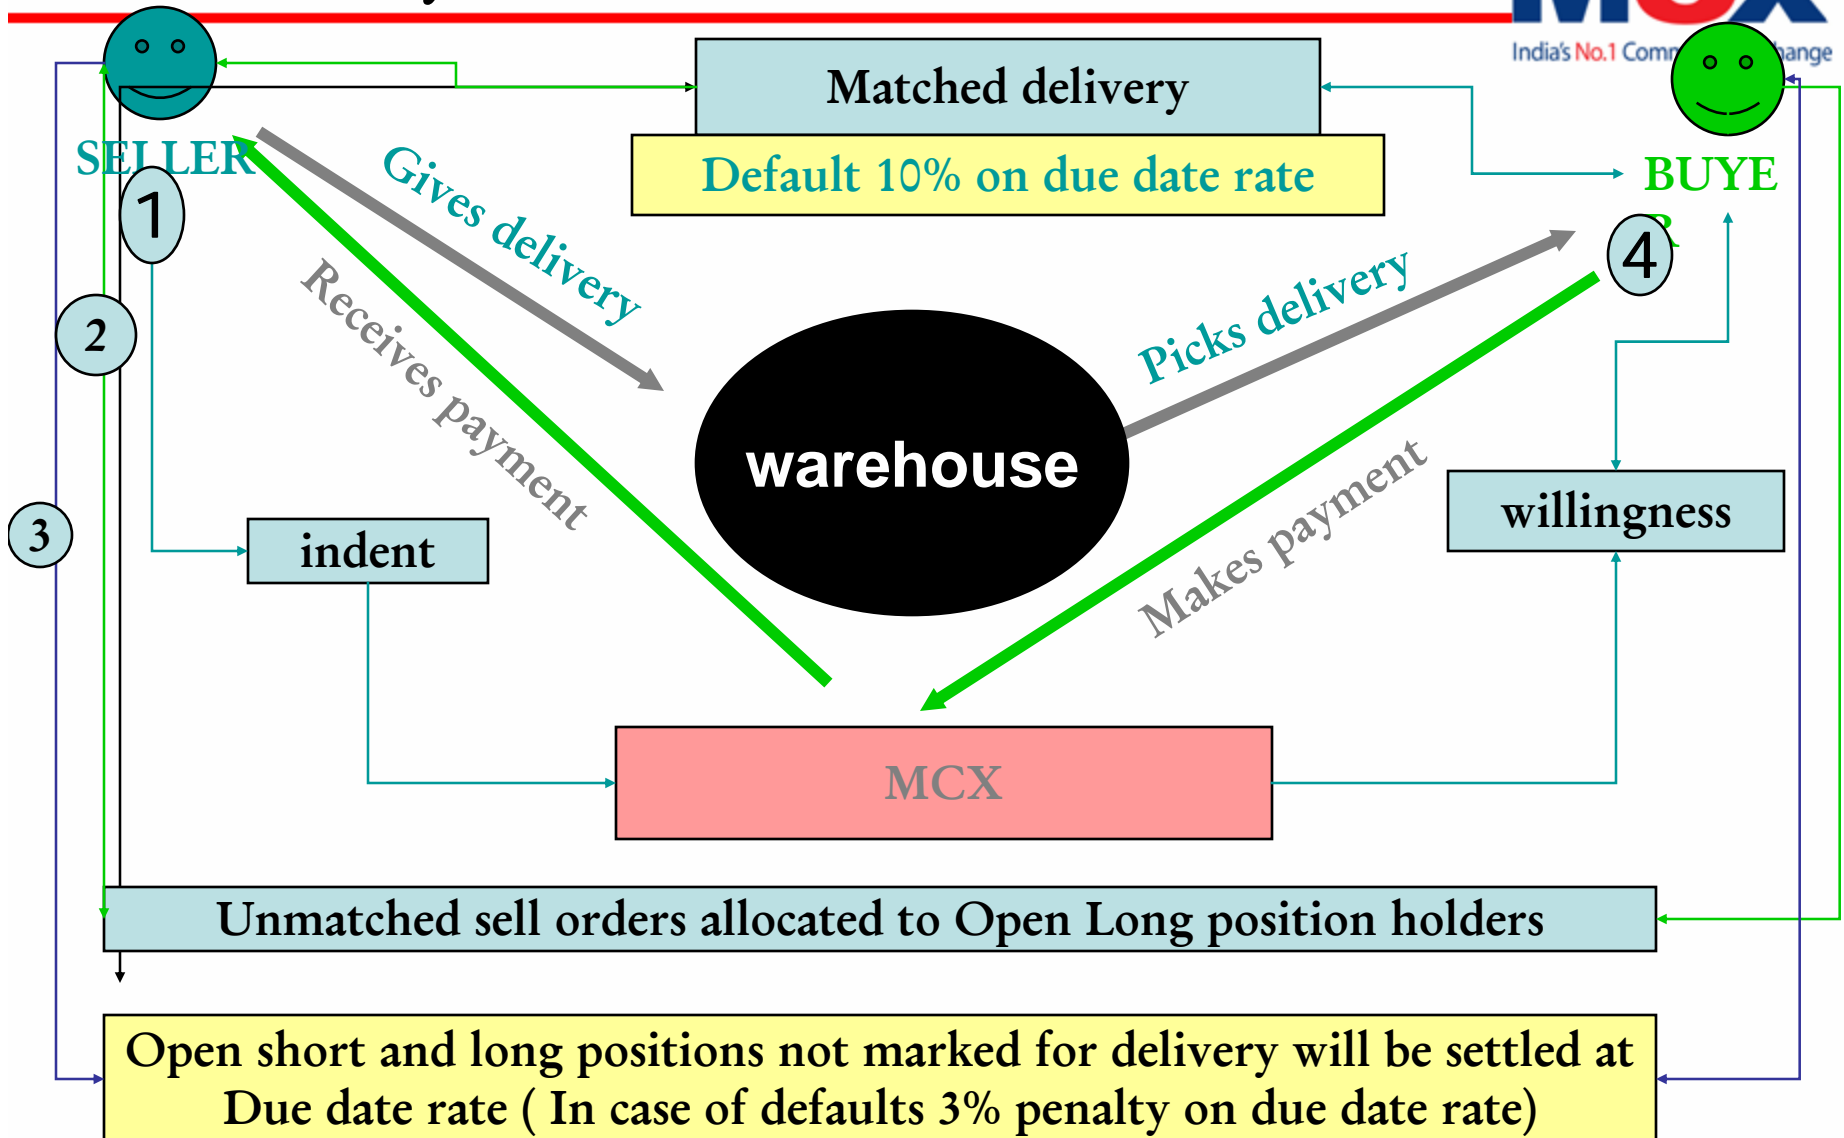 MCX
India's No.1 Comm hange
Matched delivery
Default 10% on due date rate
SELLER
BUYE
R
1
Gives delivery
Receives payment
2
Picks delivery
4
warehouse
Makes payment
willingness
3
indent
MCX
Unmatched sell orders allocated to Open Long position holders
Open short and long positions not marked for delivery will be settled at
Due date rate ( In case of defaults 3% penalty on due date rate)